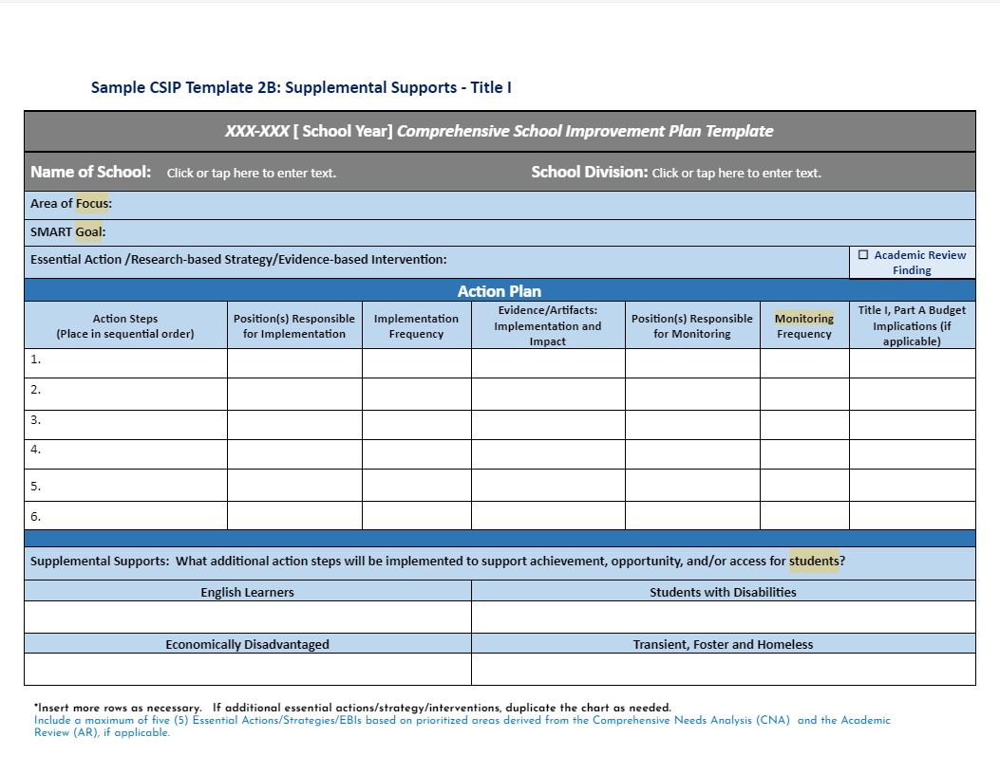 Sample CSIP Template 2B: Supplemental Supports - Title I
XXX-XXX [ School Year] Comprehensive School Improvement Plan Template
Name of School: Click or tap here to enter text. School Division: Click or tap here to enter text.
Area of Focus:
SMART Goal:
Essential Action /Research-based Strategy/Evidence-based Intervention:
☐ Academic Review
Finding
Action Plan
Action Steps
(Place in sequential order)
Position(s) Responsible
for Implementation
Implementation
Frequency
Evidence/Artifacts:
Implementation and
Impact
Position(s) Responsible
for Monitoring
Monitoring
Frequency
Title I, Part A Budget
Implications (if
applicable)
1.
2.
3.
4.
5.
6.
Supplemental Supports: What additional action steps will be implemented to support achievement, opportunity, and/or access for students?
English Learners
Students with Disabilities
Economically Disadvantaged
Transient, Foster and Homeless
*Insert more rows as necessary. If additional essential actions/strategy/interventions, duplicate the chart as needed.
Include a maximum of five (5) Essential Actions/Strategies/EBIs based on prioritized areas derived from the Comprehensive Needs Analysis (CNA) and the Academic
Review (AR), if applicable.